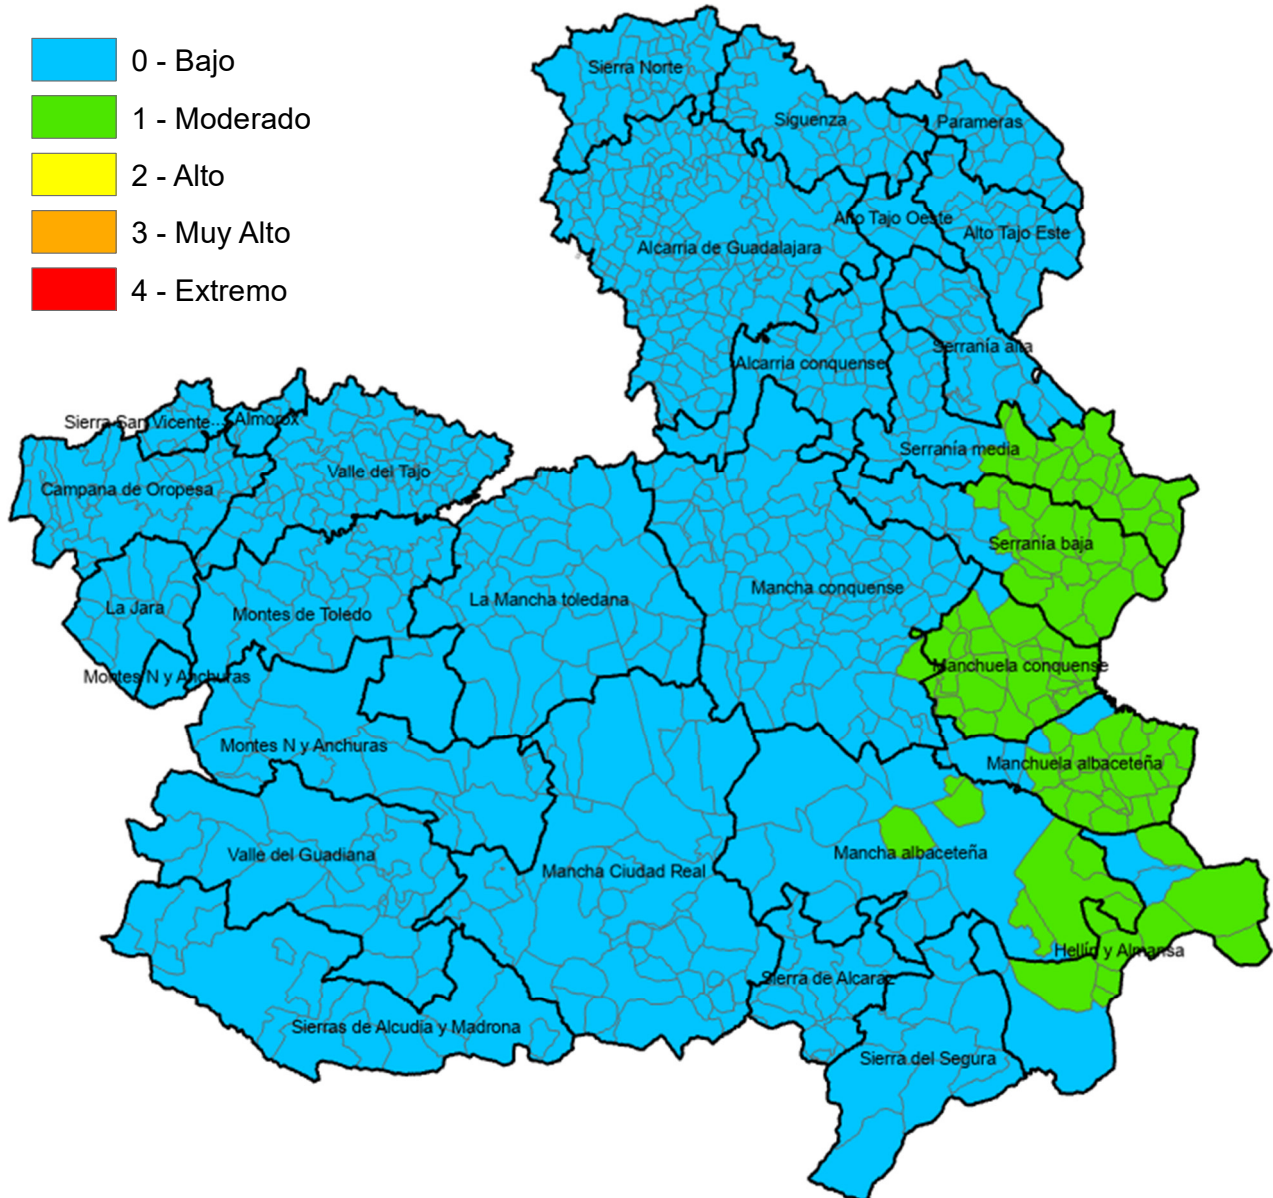 0 - Bajo
1 - Moderado
2 - Alto
3 - Muy Alto
4 - Extremo
Sierra Norte
Siguenza
Parameras
Alto Tajo Oeste
Alto Tajo Este
Alcarria de Guadalajara
Serranía alta
Alcarria conquense
Sierra San Vicente
Almorox
Serranía media
Valle del Tajo
Campana de Oropesa
Serranía baja
Mancha conquense
La Mancha toledana
La Jara
Montes de Toledo
Manchuela conquense
Montes N y Anchuras
Montes N y Anchuras
Manchuela albaceteña
Mancha albaceteña
Valle del Guadiana
Mancha Ciudad Real
Hellín y Almansa
Sierra de Alcaraz
Sierras de Alcudia y Madrona
Sierra del Segura